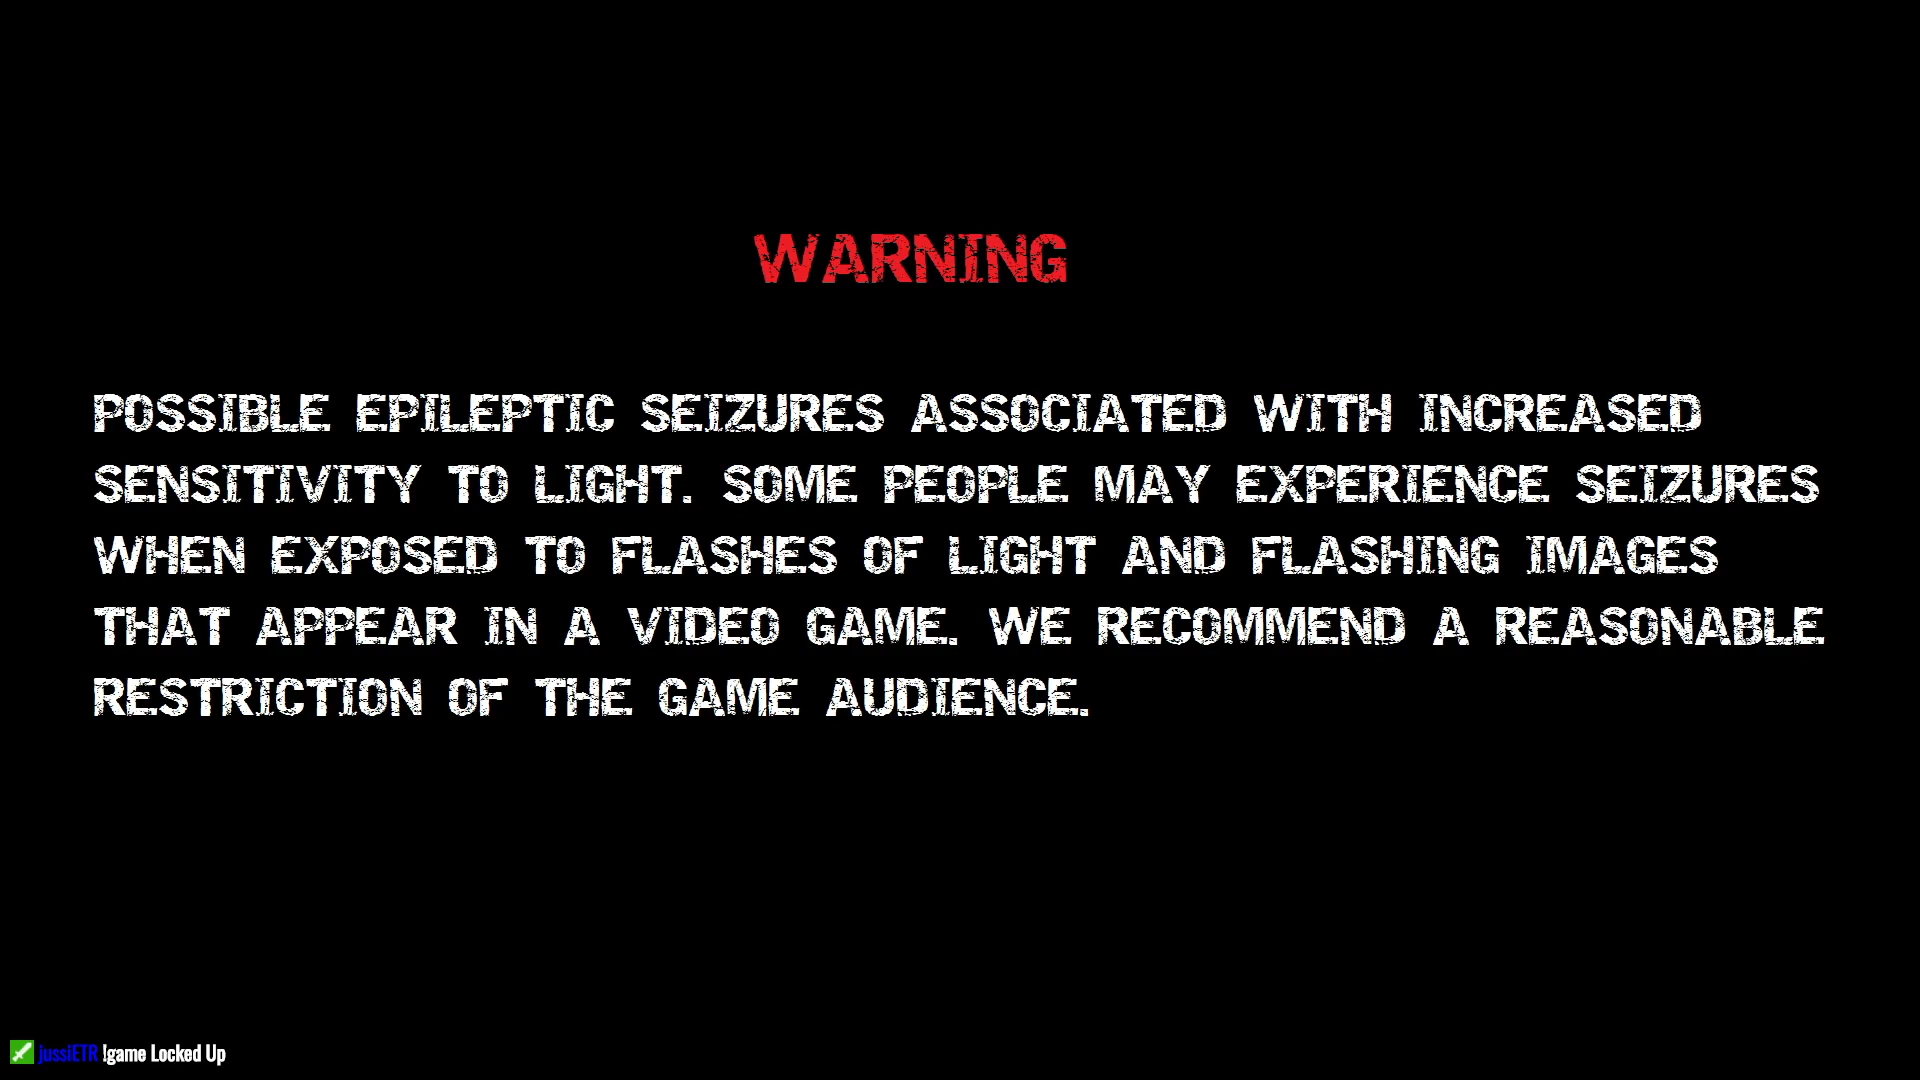 WARNING
POSSIBLE EPILEPTIC SEIZURES ASSOCIATED WITH INCREASED
SENSITIVITY TO LIGHT. SOME PEOPLE MAY EXPERIENCE SEIZURES
WHEN EXPOSED TO FLASHES OF LIGHT AND FLASHING IMAGES
THAT APPEAR IN A VIDEO GAME. WE RECOMMEND A REASONABLE
RESTRICTION OF THE GAME AUDIENCE.
jussiETR !game Locked Up